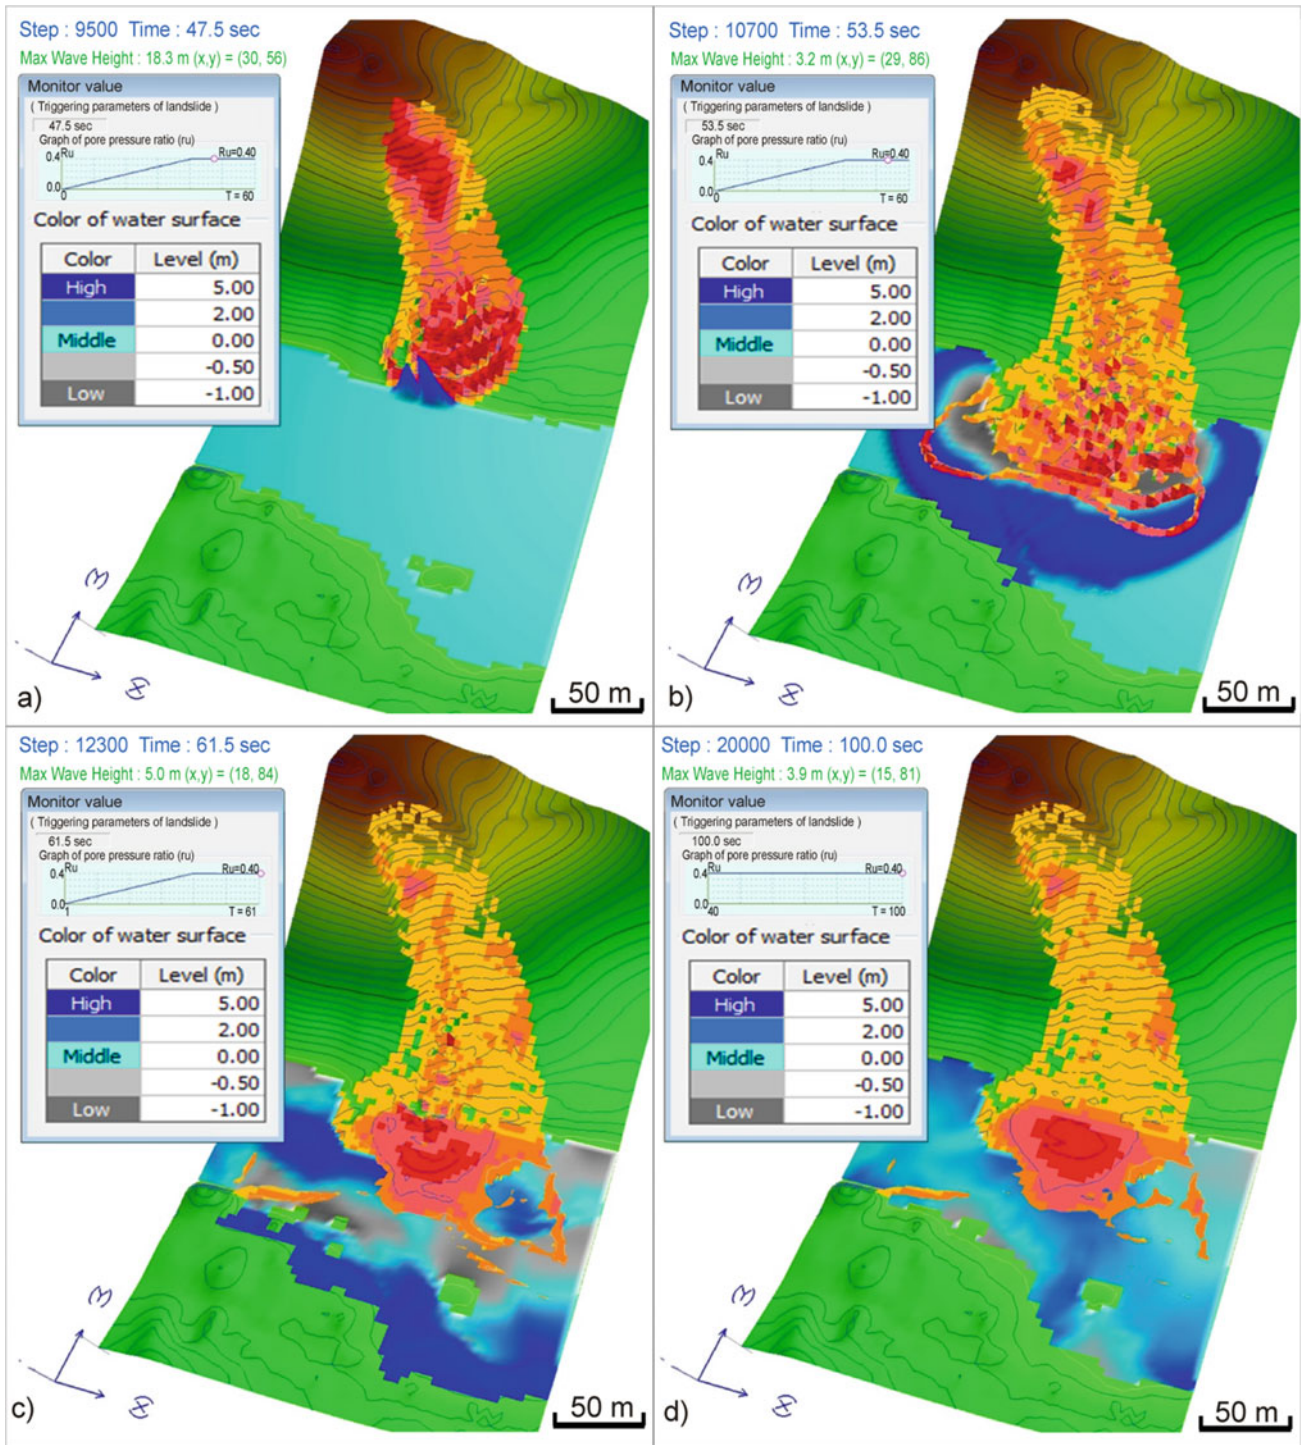 Step : 9500 Time : 47.5 sec
Max Wave Height : 18.3 m (x,y) = (30, 56)
Monitor value
( Triggering parameters of landslide )
47.5 sec
Graph of pore pressure ratio (ru)
0.4 Ru Ru=0.40
0.0
0 T = 60
Color of water surface
Color Level (m)
High 5.00
2.00
Middle 0.00
-0.50
Low -1.00
a)
50 m
Step : 10700 Time : 53.5 sec
Max Wave Height : 3.2 m (x,y) = (29, 86)
Monitor value
( Triggering parameters of landslide )
53.5 sec
Graph of pore pressure ratio (ru)
0.4 Ru Ru=0.40
0.0
0 T = 60
Color of water surface
Color Level (m)
High 5.00
2.00
Middle 0.00
-0.50
Low -1.00
b)
50 m
Step : 12300 Time : 61.5 sec
Max Wave Height : 5.0 m (x,y) = (18, 84)
Monitor value
( Triggering parameters of landslide )
61.5 sec
Graph of pore pressure ratio (ru)
0.4 Ru Ru=0.40
0.0
1 T = 61
Color of water surface
Color Level (m)
High 5.00
2.00
Middle 0.00
-0.50
Low -1.00
c)
50 m
Step : 20000 Time : 100.0 sec
Max Wave Height : 3.9 m (x,y) = (15, 81)
Monitor value
( Triggering parameters of landslide )
100.0 sec
Graph of pore pressure ratio (ru)
0.4 Ru Ru=0.40
0.0
40 T = 100
Color of water surface
Color Level (m)
High 5.00
2.00
Middle 0.00
-0.50
Low -1.00
d)
50 m